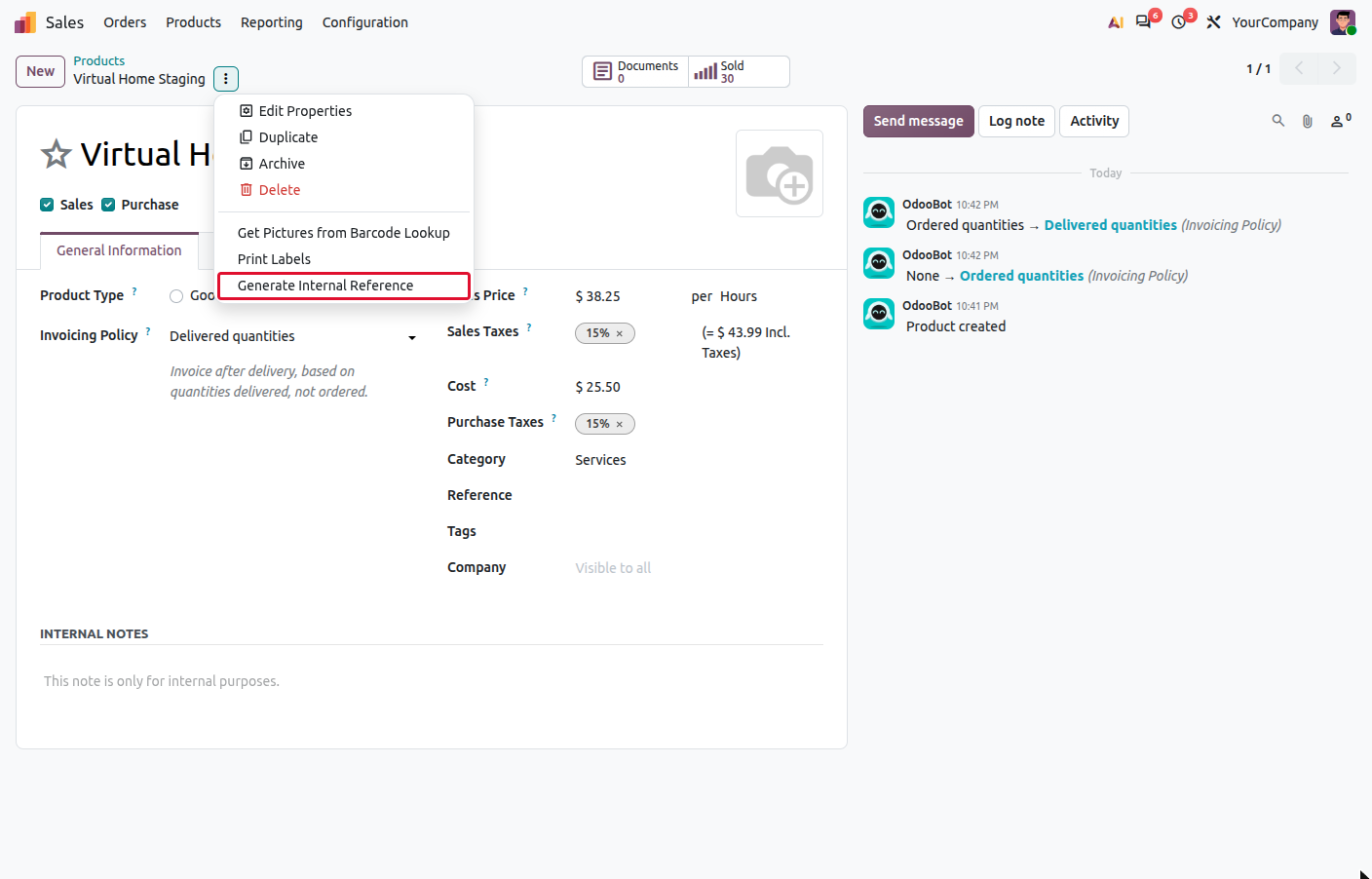 Sales Orders Products Reporting Configuration
6 3 YourCompany
New Products
Virtual Home Staging
Documents 0
Sold 30
1 / 1
Edit Properties
Duplicate
Archive
Delete
Get Pictures from Barcode Lookup
Print Labels
Generate Internal Reference
Virtual H
Sales Purchase
General Information
Product Type ?
Goo
Invoicing Policy ? Delivered quantities
Invoice after delivery, based on
quantities delivered, not ordered.
s Price ? $ 38.25 per Hours
Sales Taxes ? 15% × (= $ 43.99 Incl.
Taxes)
Cost ? $ 25.50
Purchase Taxes ? 15% ×
Category Services
Reference
Tags
Company Visible to all
INTERNAL NOTES
This note is only for internal purposes.
Send message Log note Activity 0
Today
OdooBot 10:42 PM
Ordered quantities → Delivered quantities (Invoicing Policy)
OdooBot 10:42 PM
None → Ordered quantities (Invoicing Policy)
OdooBot 10:41 PM
Product created